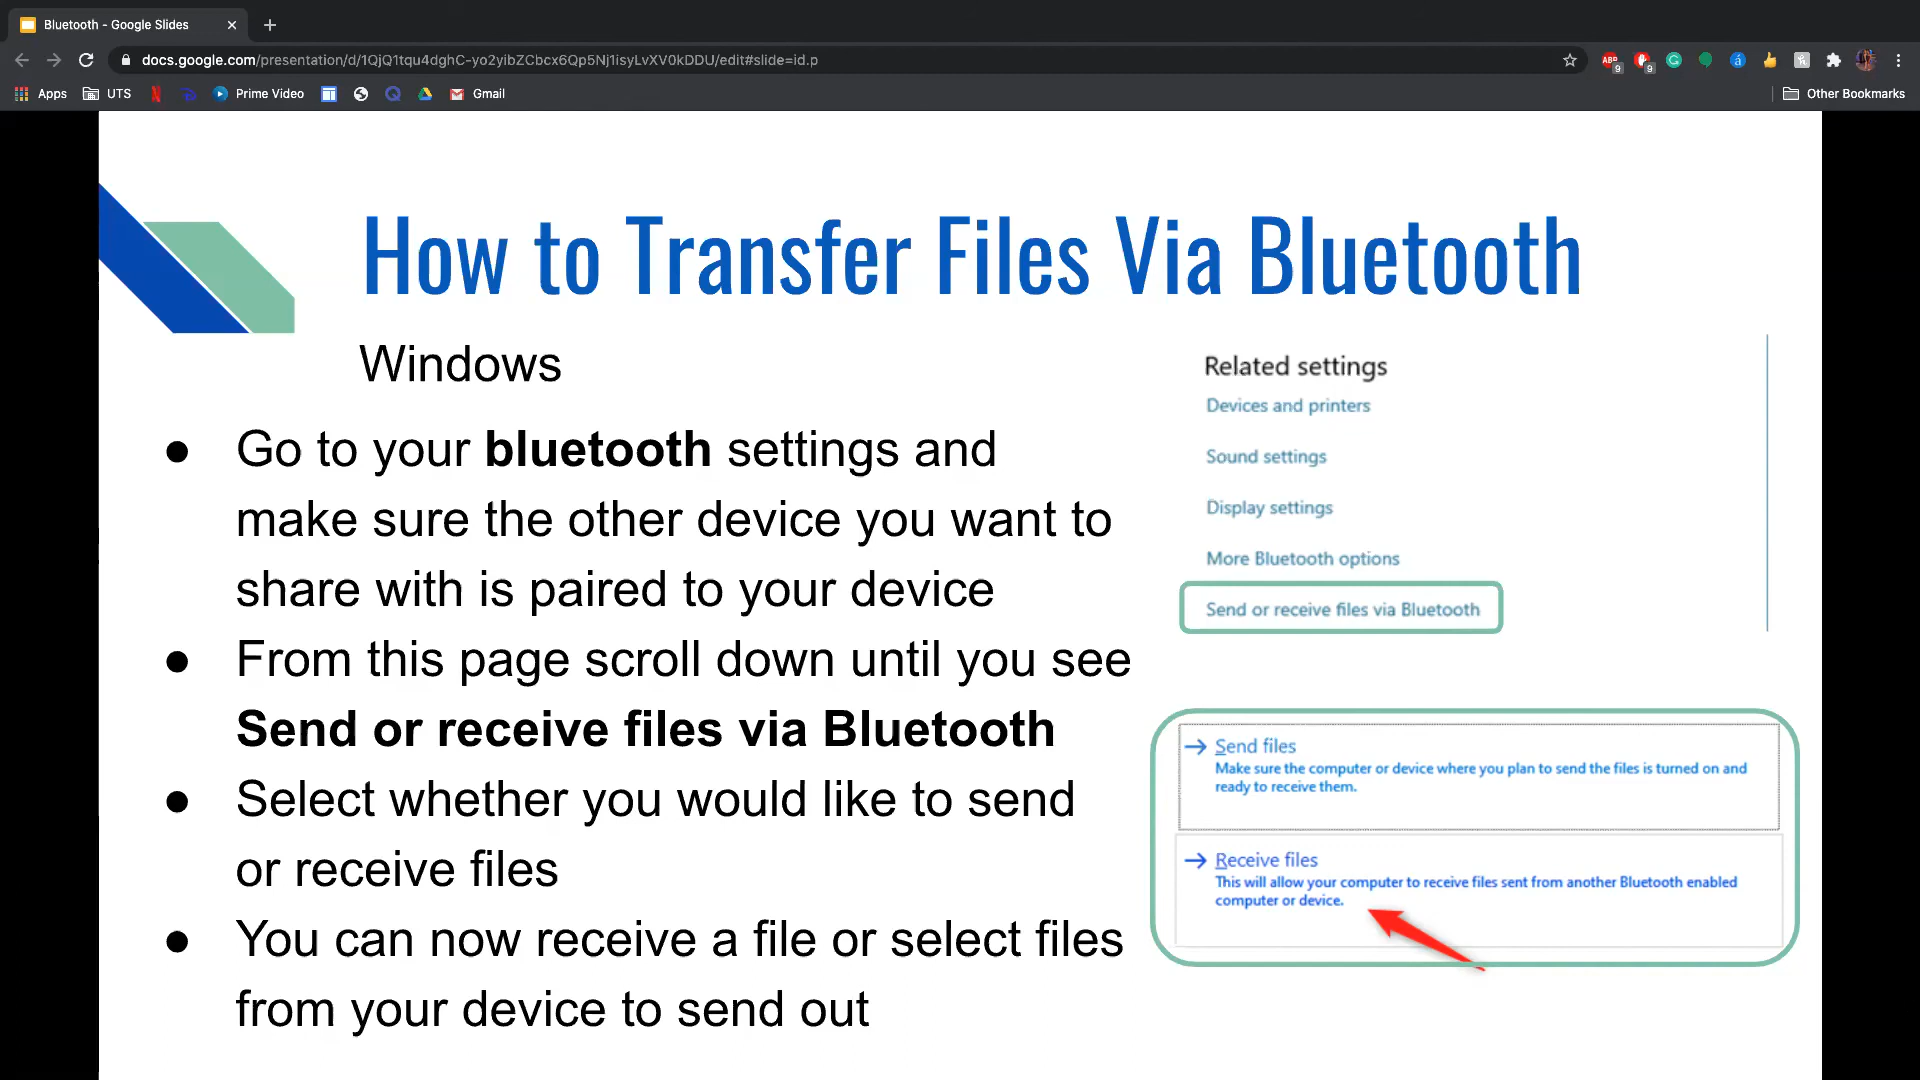 Bluetooth - Google Slides
docs.google.com/presentation/d/1QjQ1tqu4dghC-yo2yibZCbcx6Qp5Nj1isyLvXV0kDDU/edit#slide=id.p
ABP
9
9
Apps
UTS
Prime Video
Gmail
Other Bookmarks
How to Transfer Files Via Bluetooth
Windows
● Go to your bluetooth settings and
make sure the other device you want to
share with is paired to your device
● From this page scroll down until you see
Send or receive files via Bluetooth
● Select whether you would like to send
or receive files
● You can now receive a file or select files
from your device to send out
Related settings
Devices and printers
Sound settings
Display settings
More Bluetooth options
Send or receive files via Bluetooth
Send files
Make sure the computer or device where you plan to send the files is turned on and
ready to receive them.
Receive files
This will allow your computer to receive files sent from another Bluetooth enabled
computer or device.